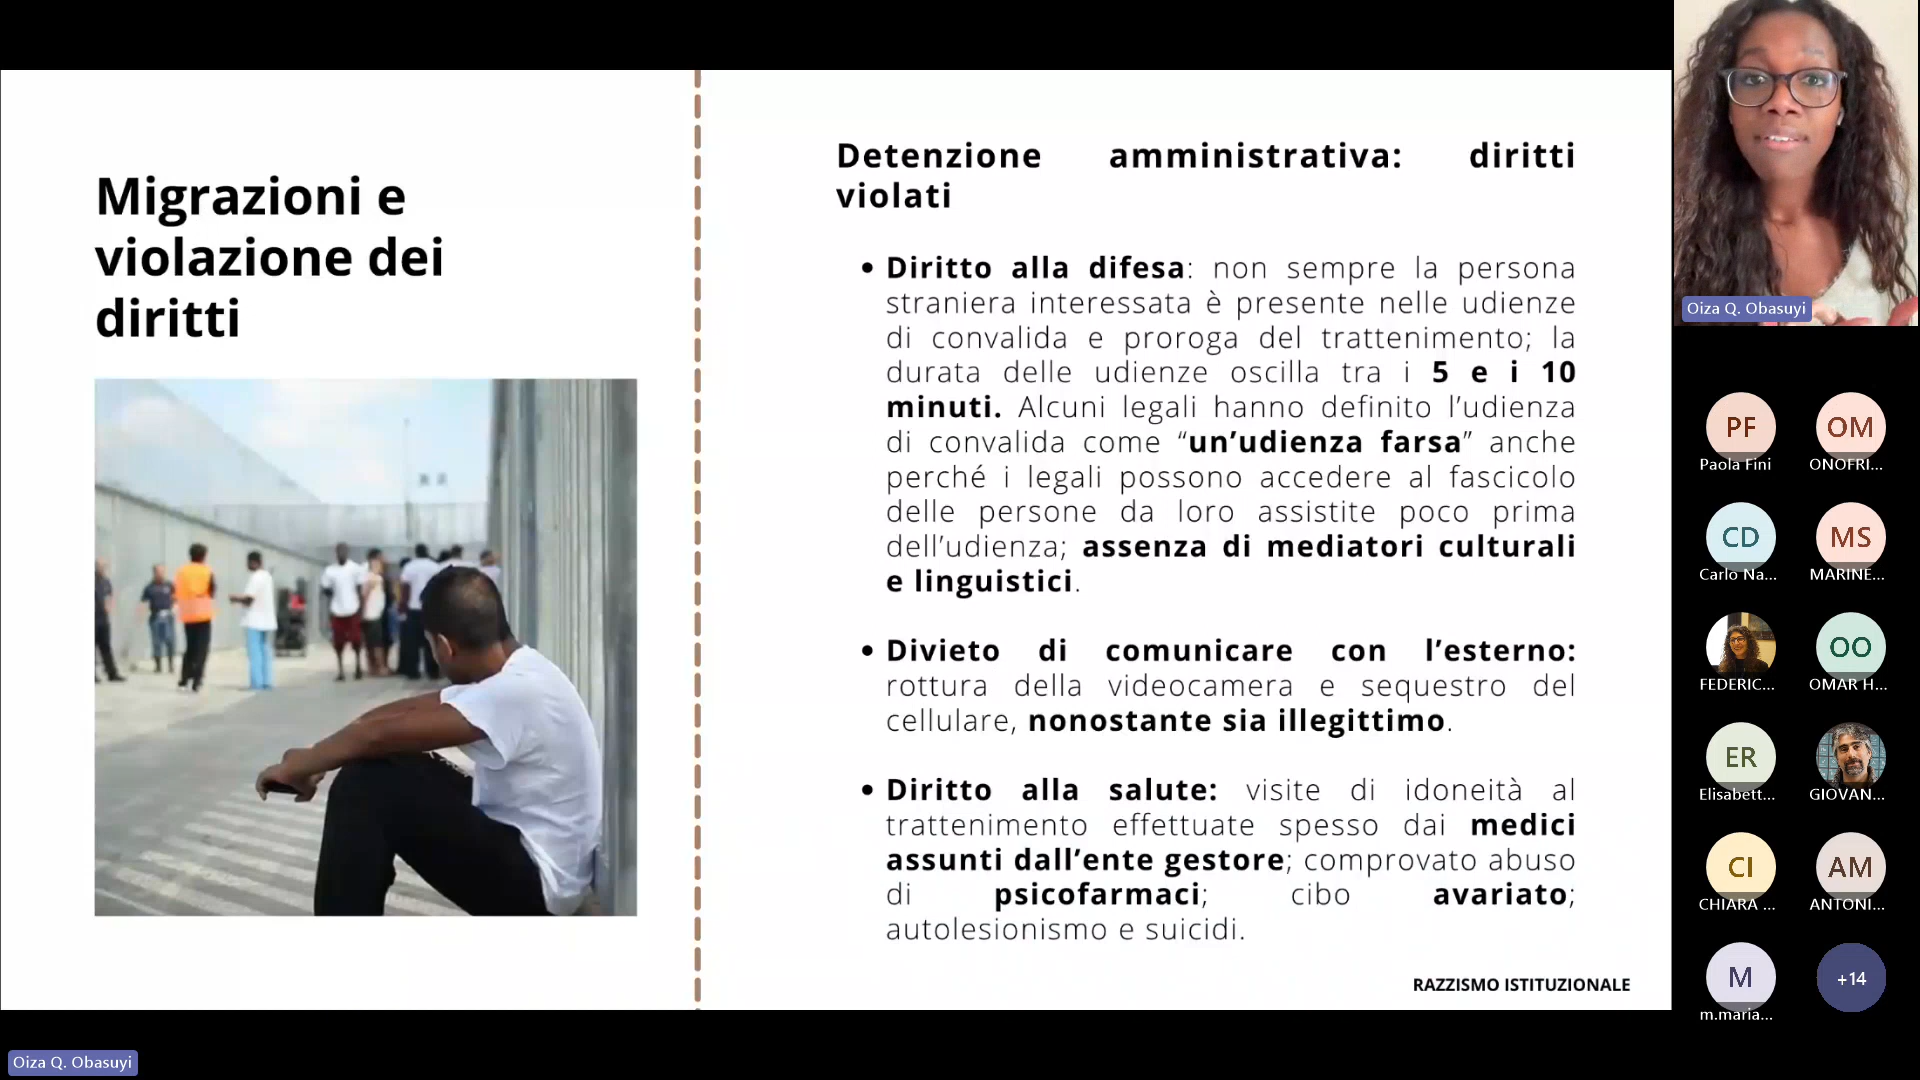 Migrazioni e
violazione dei
diritti
Detenzione amministrativa: diritti
violati
• Diritto alla difesa: non sempre la persona
straniera interessata è presente nelle udienze
di convalida e proroga del trattenimento; la
durata delle udienze oscilla tra i 5 e i 10
minuti. Alcuni legali hanno definito l’udienza
di convalida come “un’udienza farsa” anche
perché i legali possono accedere al fascicolo
delle persone da loro assistite poco prima
dell’udienza; assenza di mediatori culturali
e linguistici.
• Divieto di comunicare con l’esterno:
rottura della videocamera e sequestro del
cellulare, nonostante sia illegittimo.
• Diritto alla salute: visite di idoneità al
trattenimento effettuate spesso dai medici
assunti dall’ente gestore; comprovato abuso
di psicofarmaci; cibo avariato;
autolesionismo e suicidi.
RAZZISMO ISTITUZIONALE
Oiza Q. Obasuyi
PF
Paola Fini
OM
ONOFRI...
CD
Carlo Na...
MS
MARINE...
FEDERIC...
OO
OMAR H...
ER
Elisabett...
GIOVAN...
CI
CHIARA ...
AM
ANTONI...
M
m.maria...
+14
Oiza Q. Obasuyi